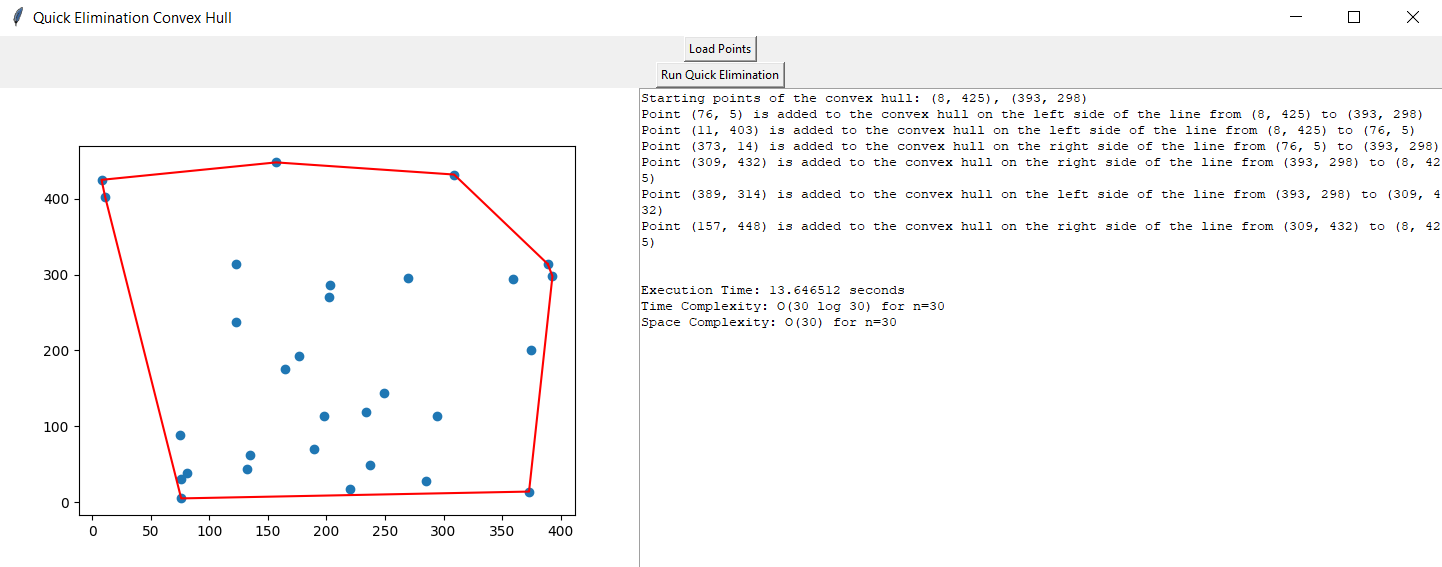 Quick Elimination Convex Hull
Load Points
Run Quick Elimination
Starting points of the convex hull: (8, 425), (393, 298)
Point (76, 5) is added to the convex hull on the left side of the line from (8, 425) to (393, 298)
Point (11, 403) is added to the convex hull on the left side of the line from (8, 425) to (76, 5)
Point (373, 14) is added to the convex hull on the right side of the line from (76, 5) to (393, 298)
Point (309, 432) is added to the convex hull on the right side of the line from (393, 298) to (8, 42
5)
Point (389, 314) is added to the convex hull on the left side of the line from (393, 298) to (309, 4
32)
Point (157, 448) is added to the convex hull on the right side of the line from (309, 432) to (8, 42
5)
Execution Time: 13.646512 seconds
Time Complexity: O(30 log 30) for n=30
Space Complexity: O(30) for n=30
400
300
200
100
0
0 50 100 150 200 250 300 350 400